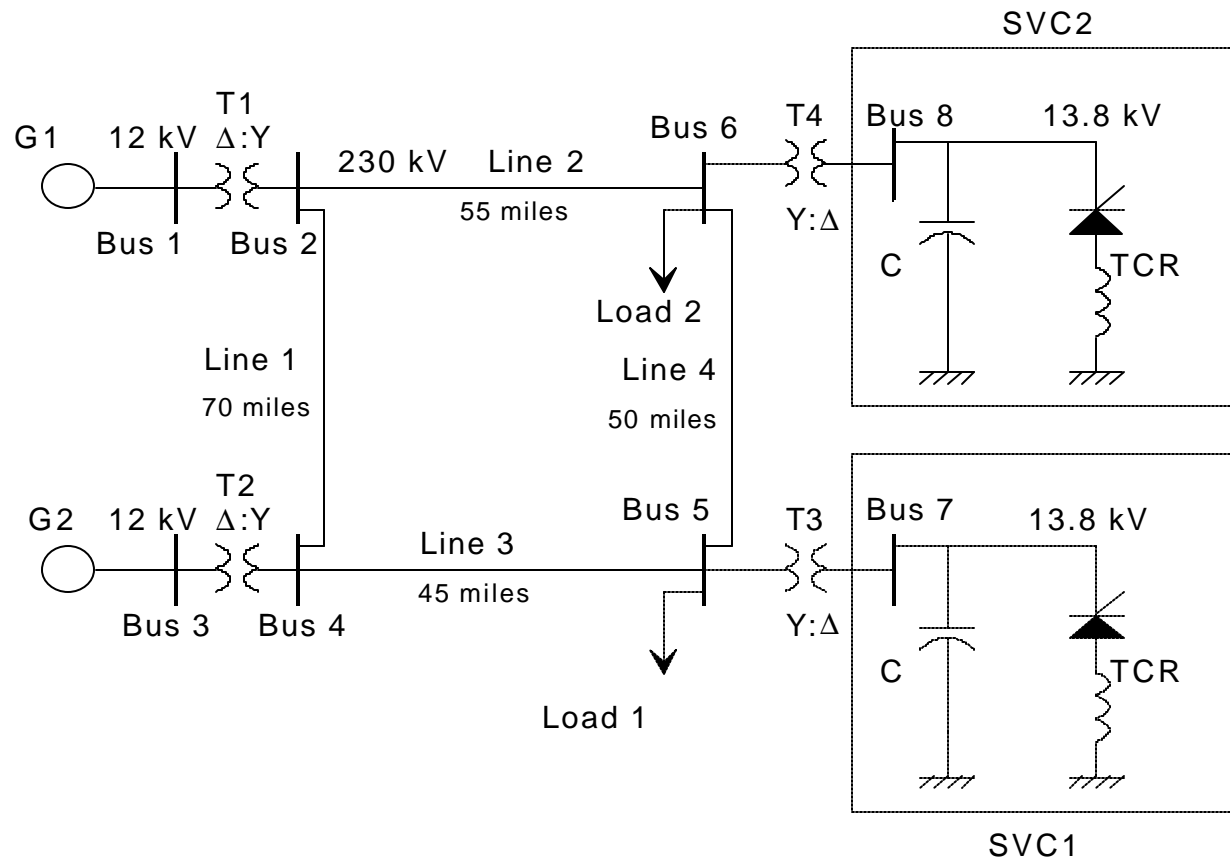 SVC2
T1
T4
Bus 8
13.8 kV
G1
12 kV
Δ:Y
Bus 6
230 kV
Line 2
55 miles
Bus 1
Bus 2
Y:Δ
C
TCR
Load 2
Line 1
70 miles
Line 4
50 miles
T2
Bus 5
T3
Bus 7
13.8 kV
G2
12 kV
Δ:Y
Line 3
45 miles
Bus 3
Bus 4
Y:Δ
C
TCR
Load 1
SVC1